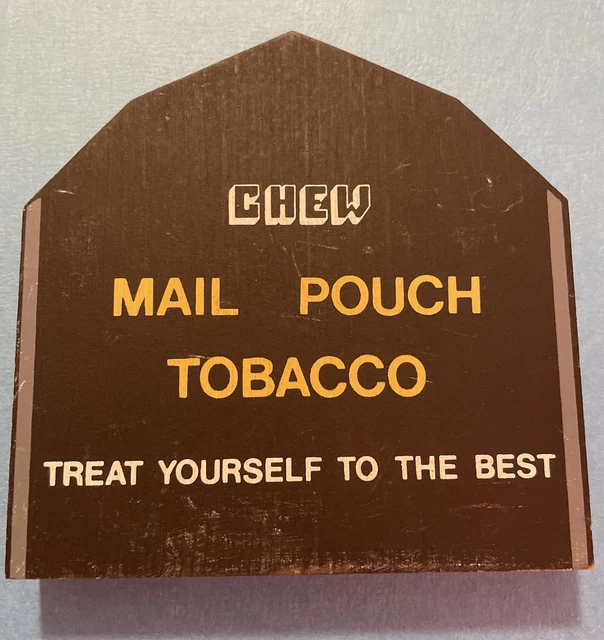 CHEW
MAIL POUCH
TOBACCO
TREAT YOURSELF TO THE BEST